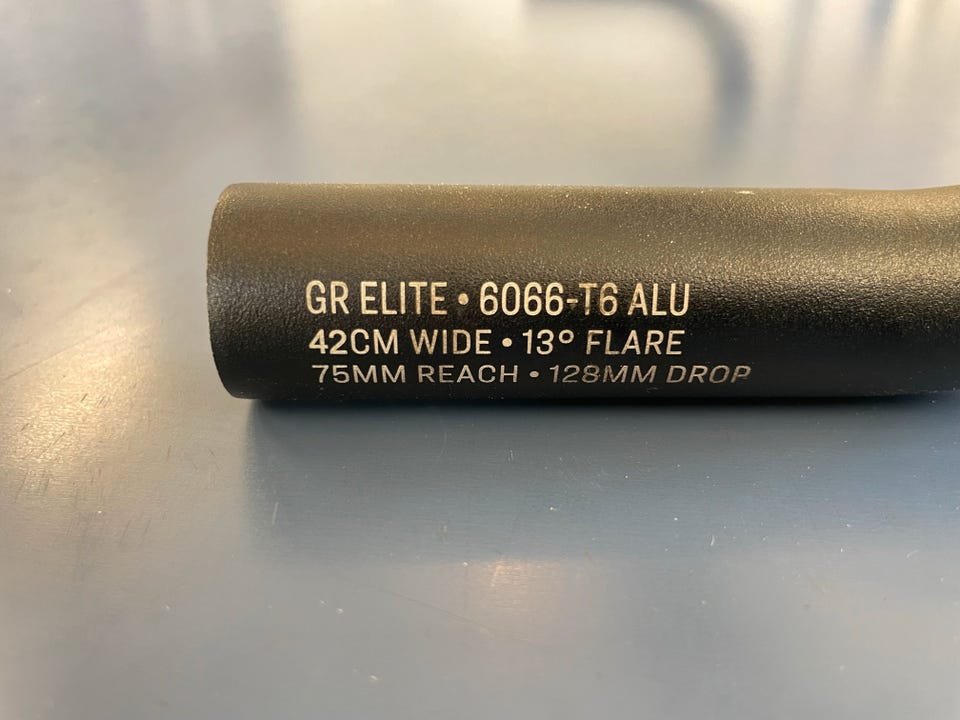 GR ELITE • 6066-T6 ALU
42CM WIDE • 13° FLARE
75MM REACH • 128MM DROP